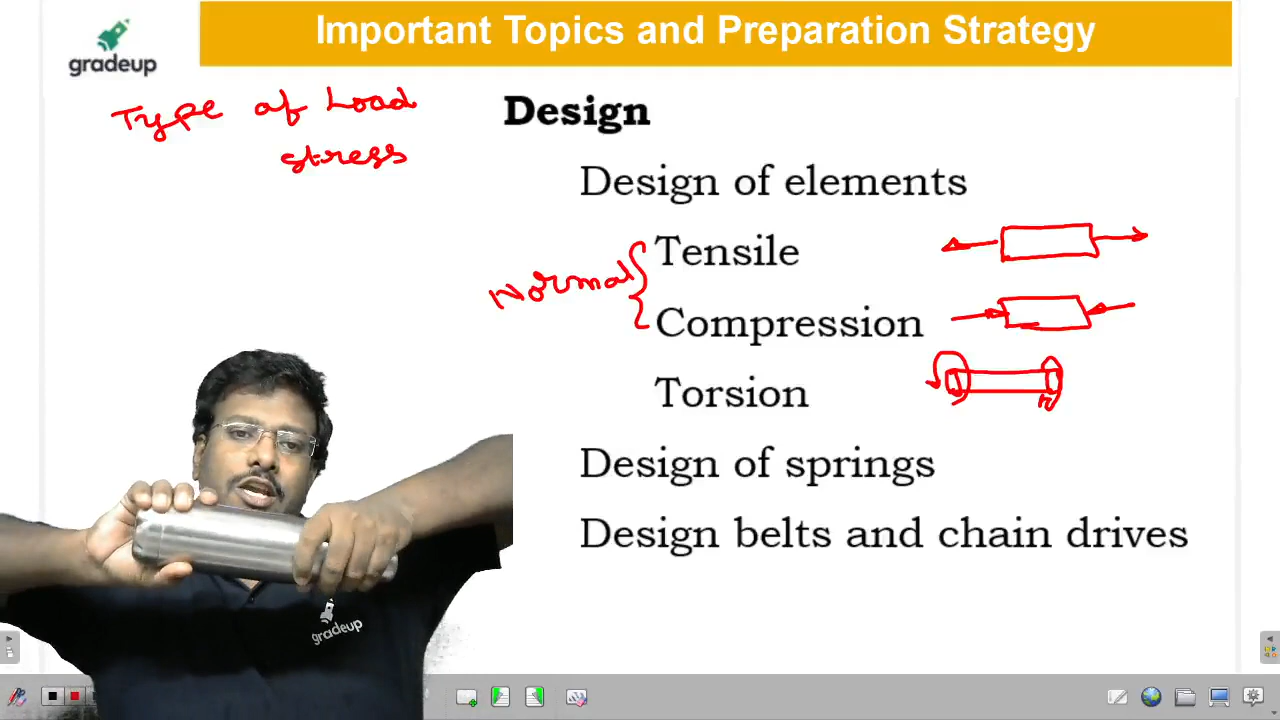 Important Topics and Preparation Strategy
gradeup
Type of Load
stress
Design
Design of elements
Normal
Tensile
Compression
Torsion
Design of springs
Design belts and chain drives
gradeup